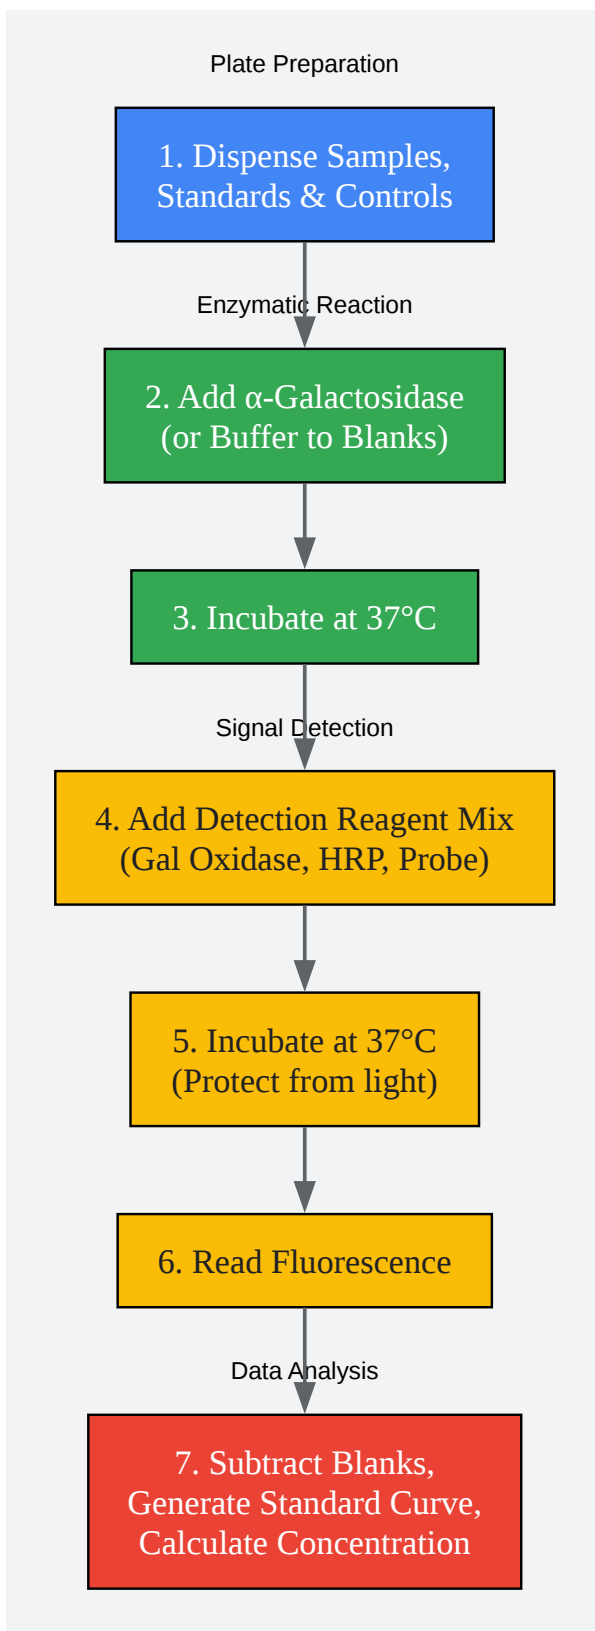 Plate Preparation
1. Dispense Samples,
Standards & Controls
Enzymatic Reaction
2. Add α-Galactosidase
(or Buffer to Blanks)
3. Incubate at 37°C
Signal Detection
4. Add Detection Reagent Mix
(Gal Oxidase, HRP, Probe)
5. Incubate at 37°C
(Protect from light)
6. Read Fluorescence
Data Analysis
7. Subtract Blanks,
Generate Standard Curve,
Calculate Concentration